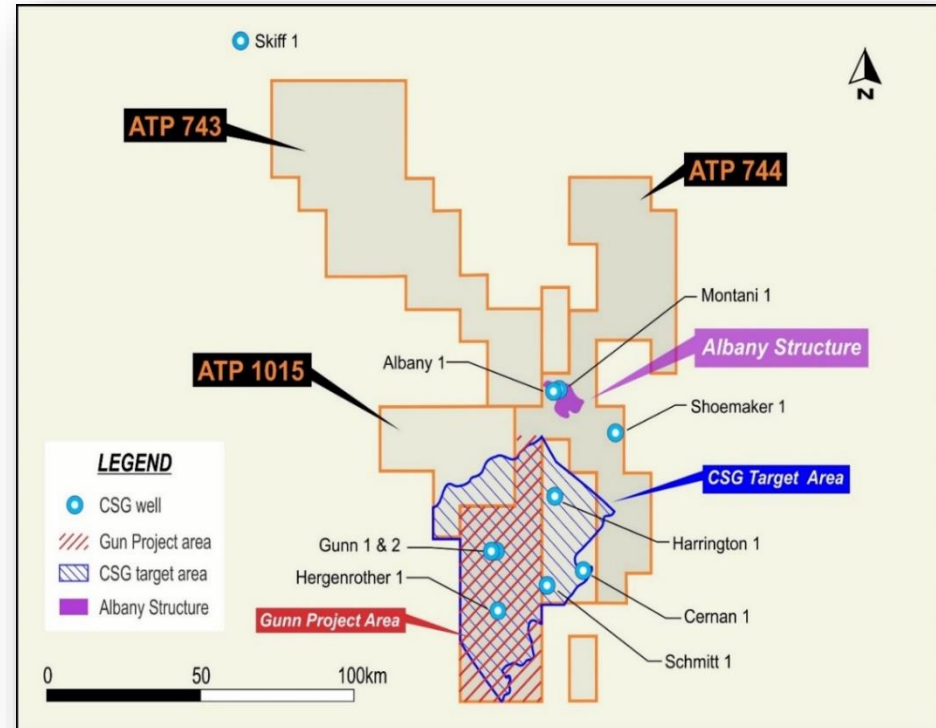 Skiff 1
N
ATP 743
ATP 744
Montani 1
Albany Structure
Albany 1
ATP 1015
Shoemaker 1
LEGEND
CSG well
Gun Project area
CSG target area
Albany Structure
CSG Target Area
Gunn 1 & 2
Harrington 1
Hergenrother 1
Gunn Project Area
Cernan 1
Schmitt 1
0 50 100km